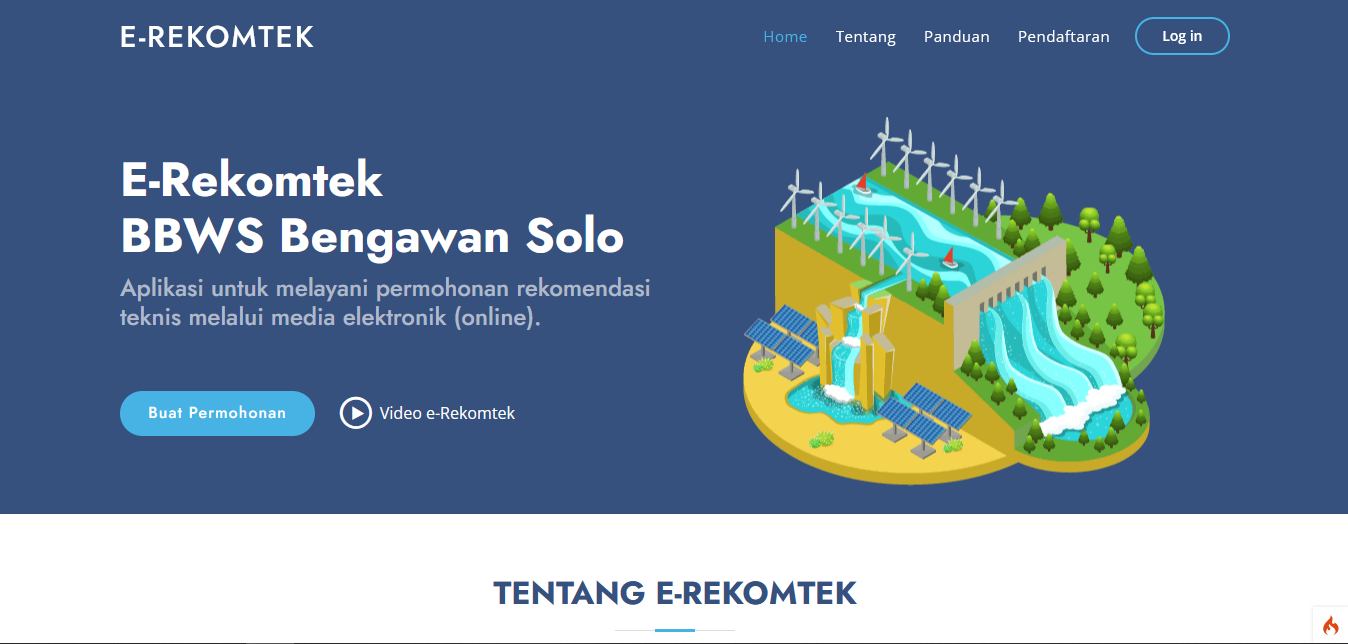 E-REKOMTEK
Home Tentang Panduan Pendaftaran Log in
E-Rekomtek
BBWS Bengawan Solo
Aplikasi untuk melayani permohonan rekomendasi
teknis melalui media elektronik (online).
Buat Permohonan Video e-Rekomtek
TENTANG E-REKOMTEK